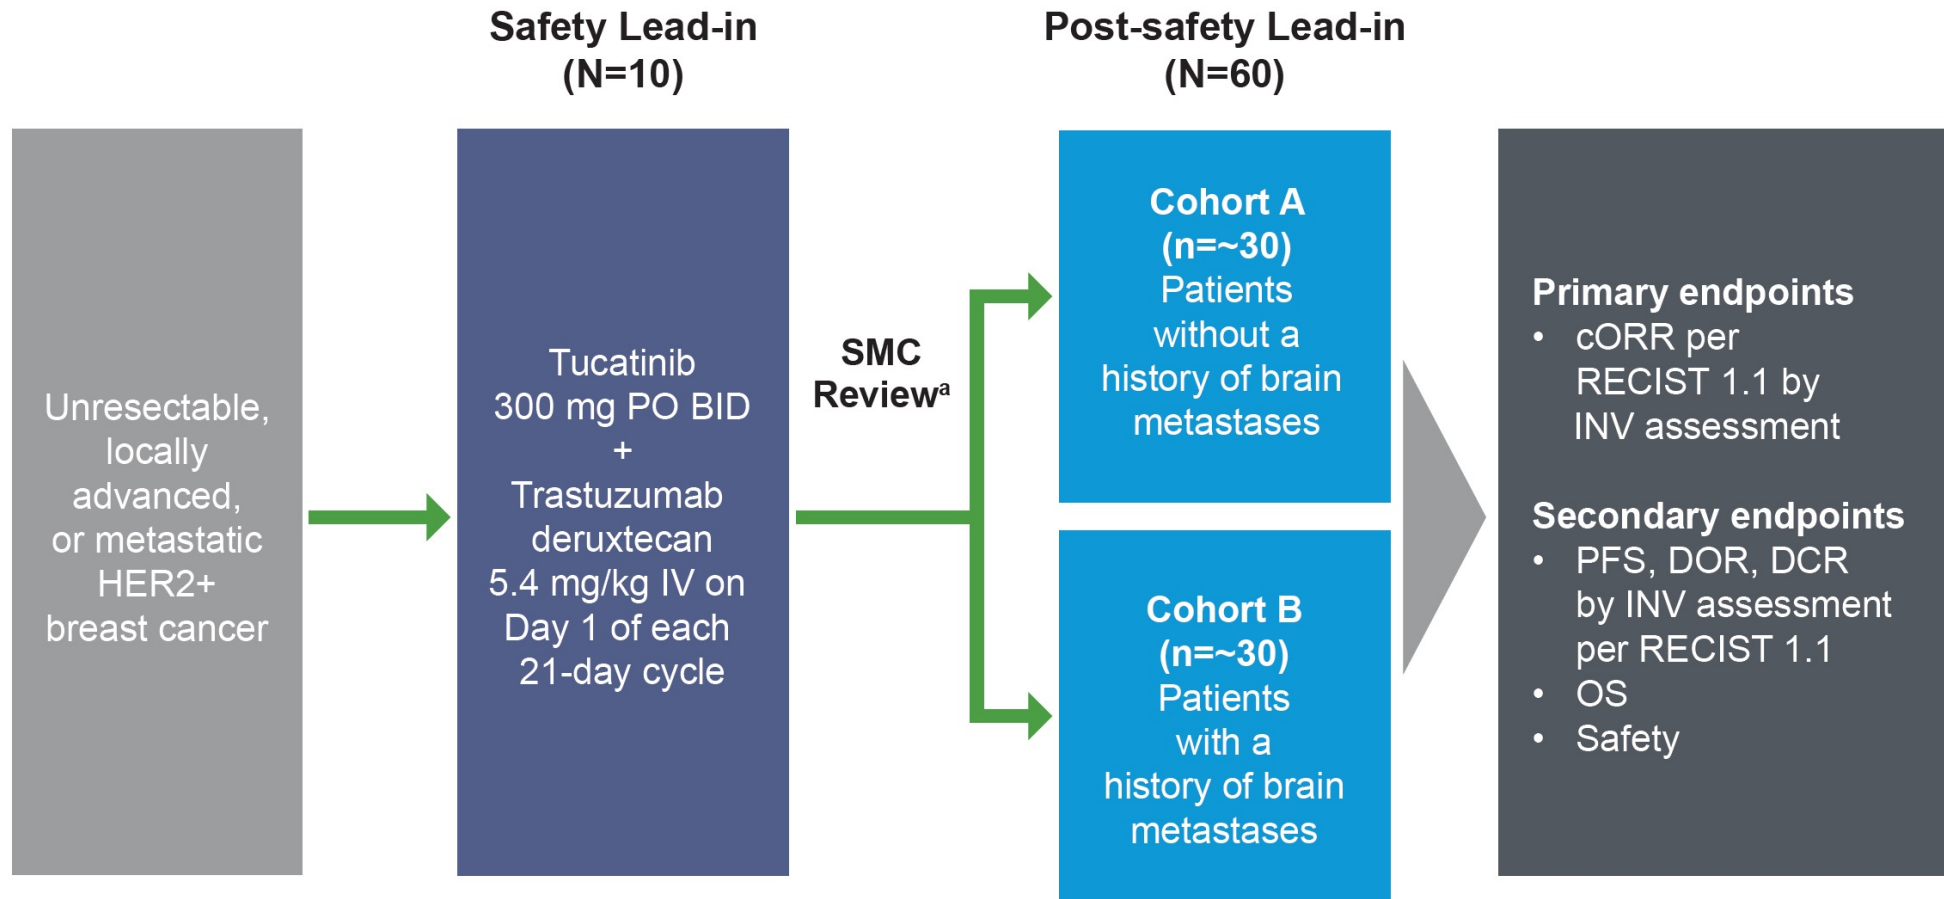 Safety Lead-in
(N=10)
Post-safety Lead-in
(N=60)
Unresectable,
locally
advanced,
or metastatic
HER2+
breast cancer
Tucatinib
300 mg PO BID
+
Trastuzumab
deruxtecan
5.4 mg/kg IV on
Day 1 of each
21-day cycle
SMC
Reviewᵃ
Cohort A
(n=~30)
Patients
without a
history of brain
metastases
Cohort B
(n=~30)
Patients
with a
history of brain
metastases
Primary endpoints
• cORR per
RECIST 1.1 by
INV assessment
Secondary endpoints
• PFS, DOR, DCR
by INV assessment
per RECIST 1.1
• OS
• Safety